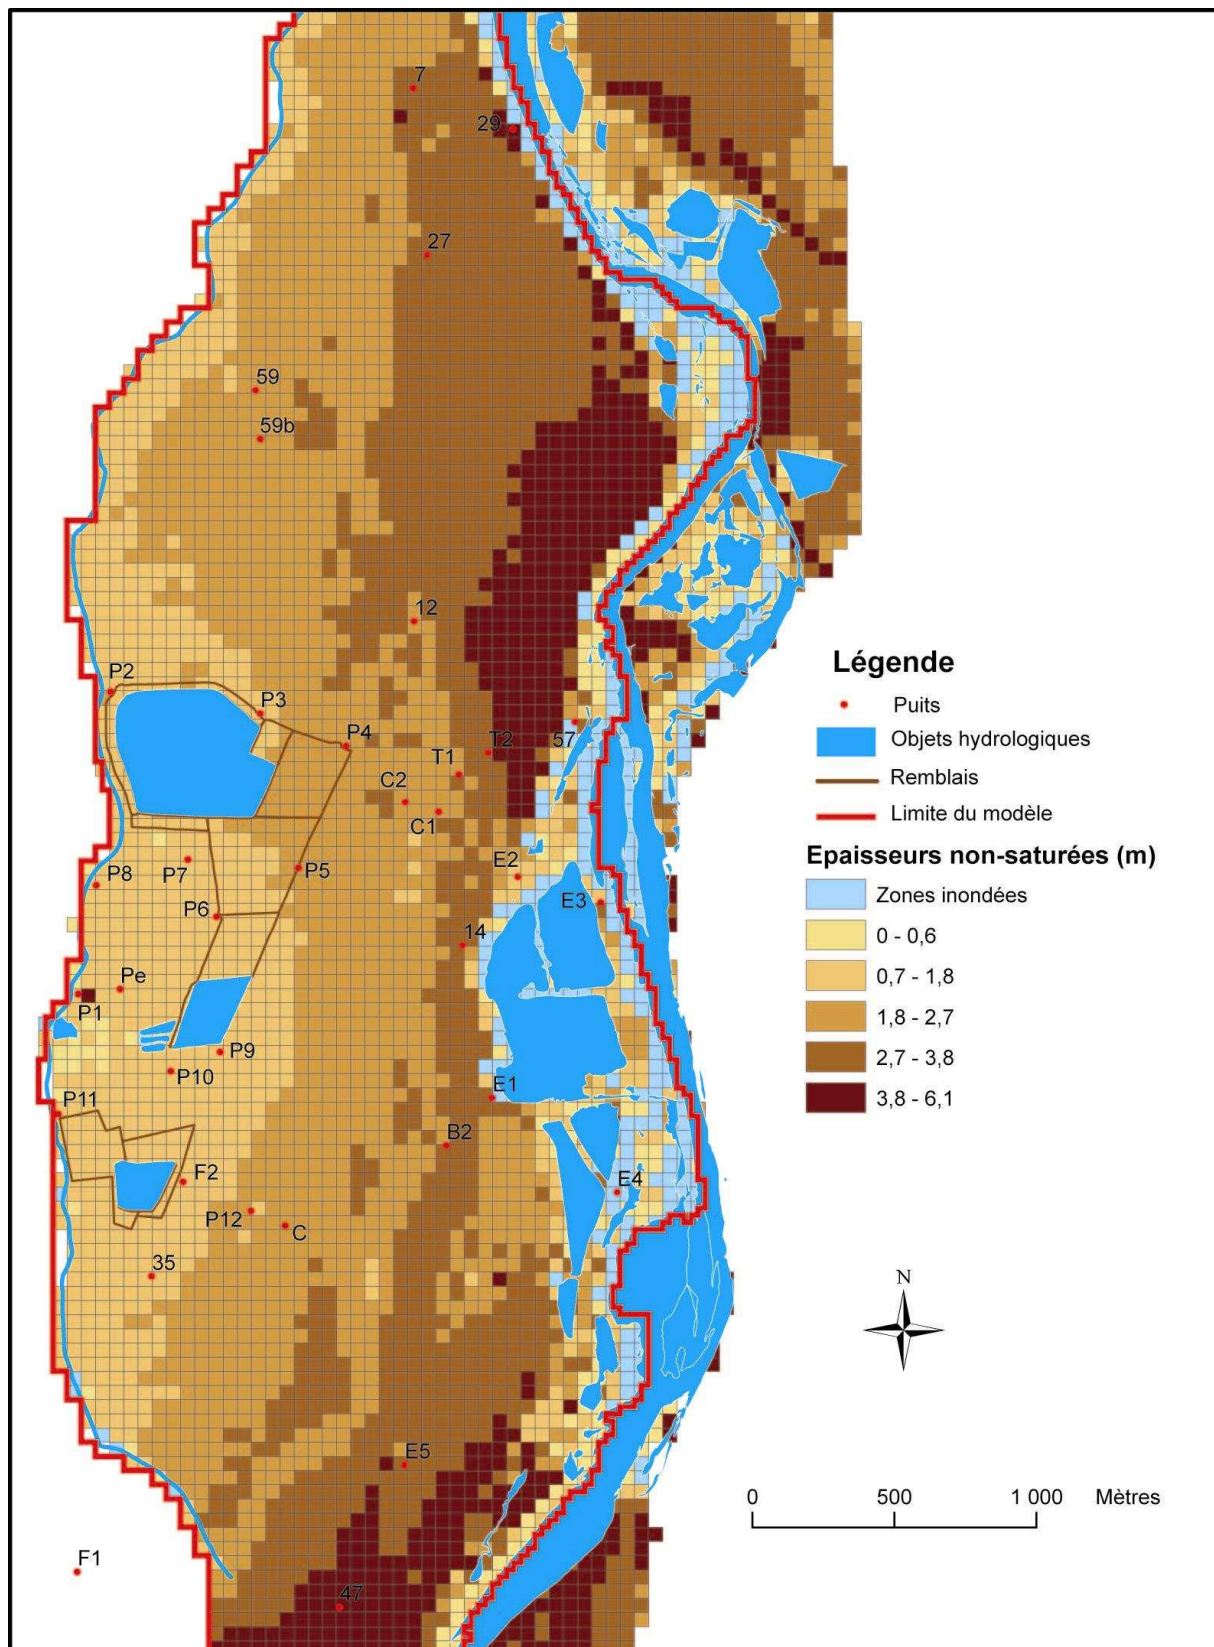 7
29
27
59
59b
12
P2
P3
P4
57
T2
T1
C2
C1
P7
P8
P5
E2
E3
P6
14
Pe
P1
P9
P10
E1
P11
B2
F2
E4
P12
C
35
E5
F1
47
Légende
Puits
Objets hydrologiques
Remblais
Limite du modèle
Epaisseurs non-saturées (m)
Zones inondées
0 - 0,6
0,7 - 1,8
1,8 - 2,7
2,7 - 3,8
3,8 - 6,1
N
0 500 1 000 Mètres